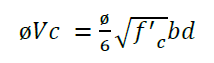 øVc = ø/6 √f′c bd